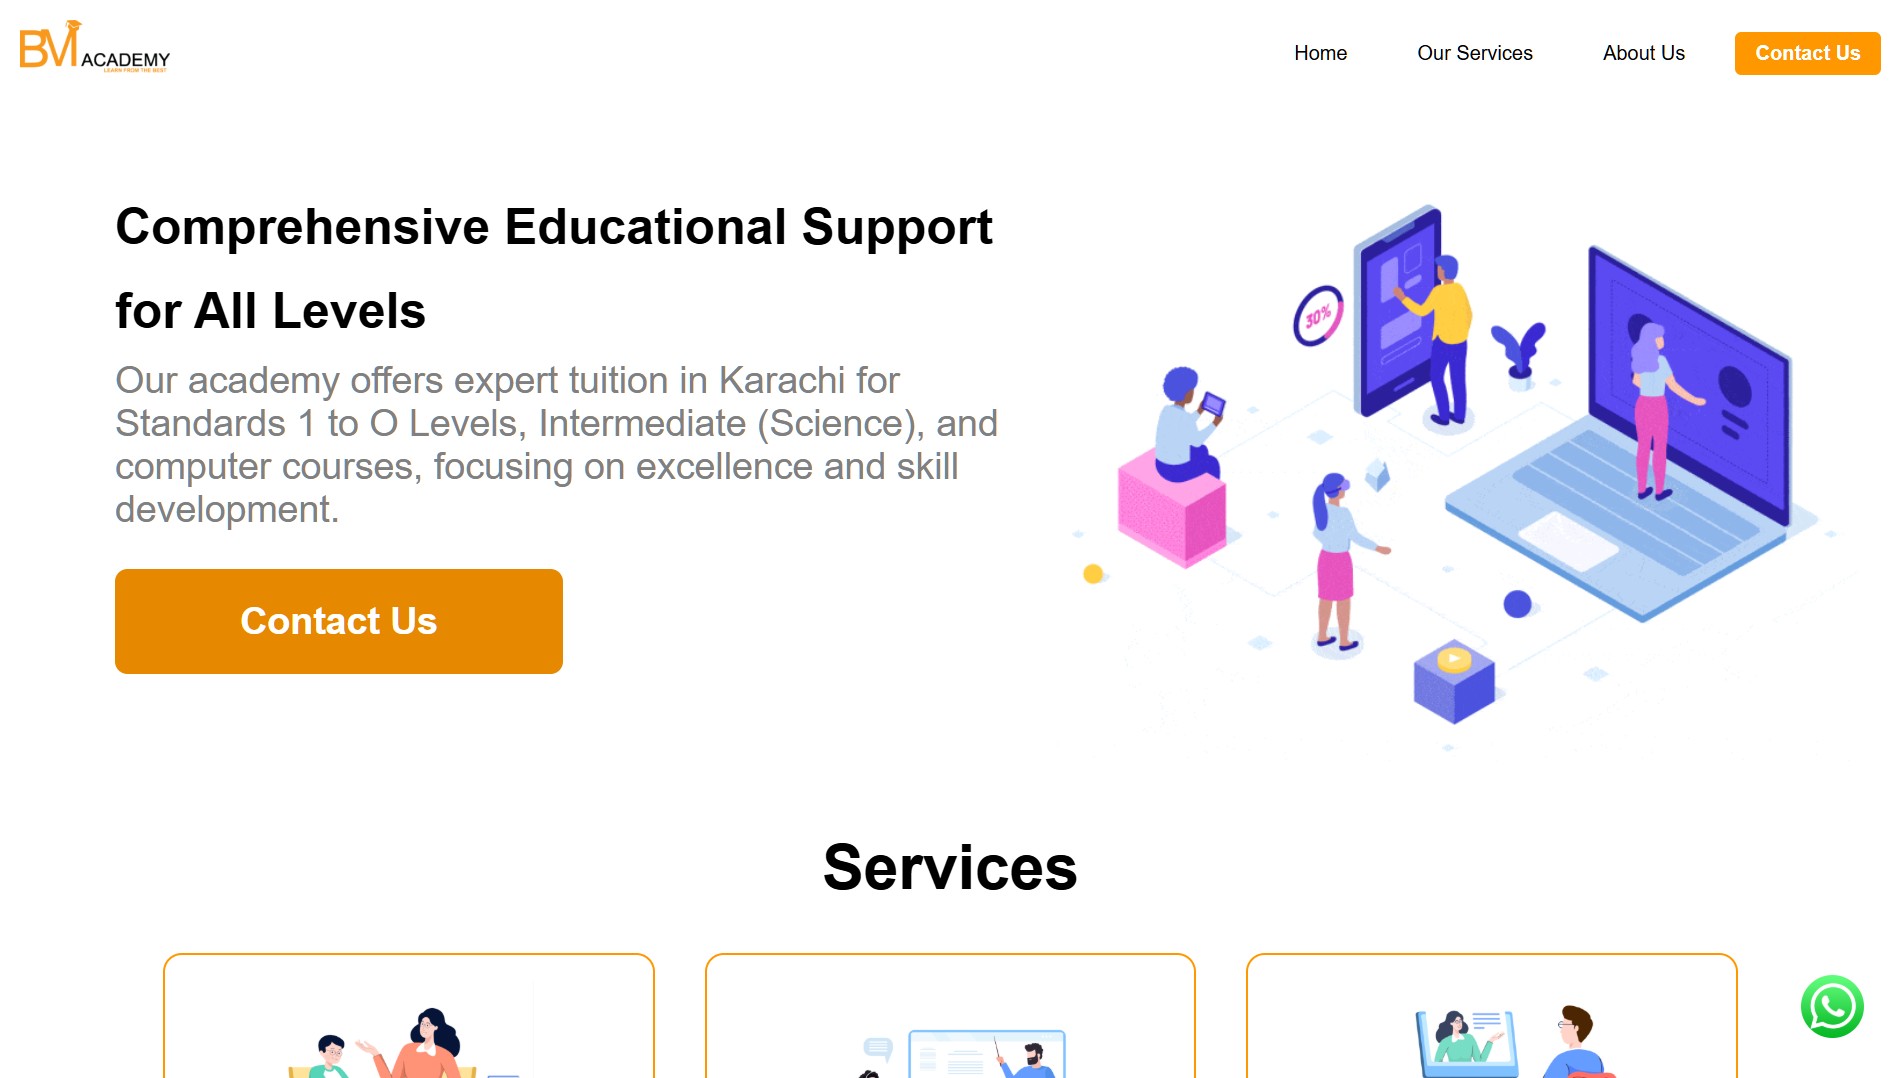 BM ACADEMY
LEARN FROM THE BEST
Home
Our Services
About Us
Contact Us
Comprehensive Educational Support
for All Levels
Our academy offers expert tuition in Karachi for
Standards 1 to O Levels, Intermediate (Science), and
computer courses, focusing on excellence and skill
development.
Contact Us
30%
Services